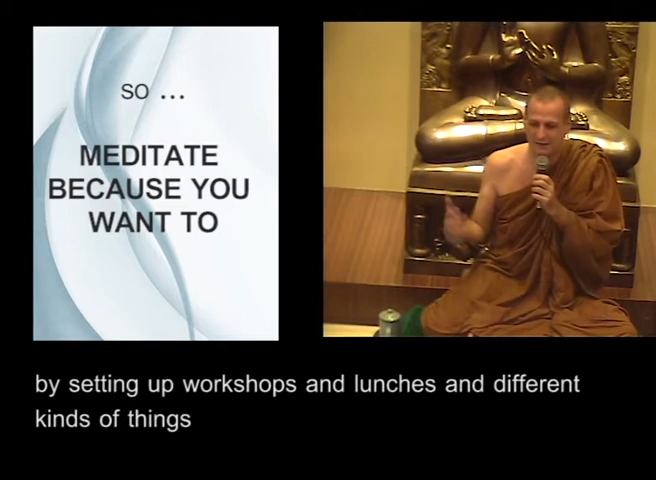 SO ...
MEDITATE
BECAUSE YOU
WANT TO
by setting up workshops and lunches and different
kinds of things